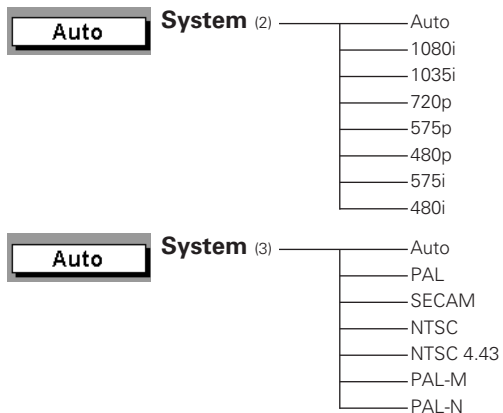 Auto System (2) Auto
1080i
1035i
720p
575p
480p
575i
480i
Auto System (3) Auto
PAL
SECAM
NTSC
NTSC 4.43
PAL-M
PAL-N